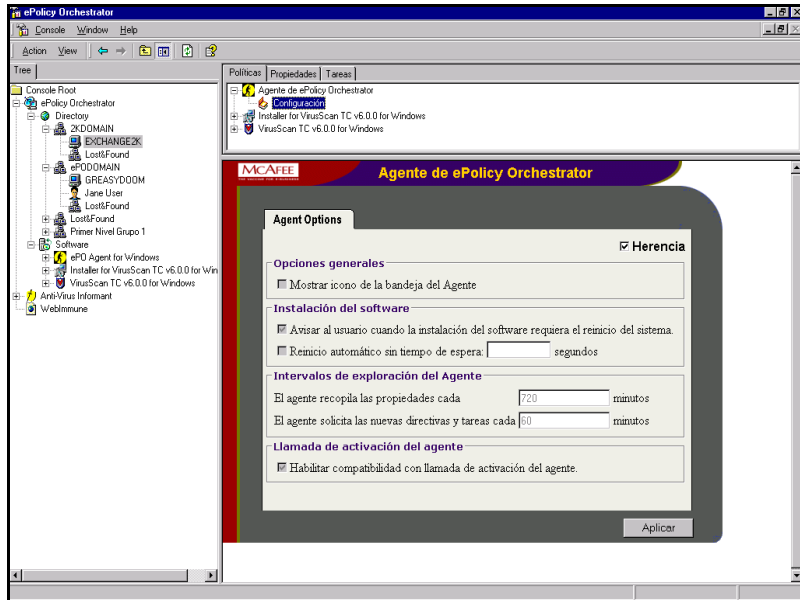 ePolicy Orchestrator
Console Window Help
Action View
Tree
Console Root
ePolicy Orchestrator
Directory
2KDOMAIN
EXCHANGE2K
Lost&Found
ePODOMAIN
GREASYDOOM
Jane User
Lost&Found
Lost&Found
Primer Nivel Grupo 1
Software
ePO Agent for Windows
Installer for VirusScan TC v6.0.0 for Win
VirusScan TC v6.0.0 for Windows
Anti-Virus Informant
WebImmune
Políticas Propiedades Tareas
Agente de ePolicy Orchestrator
Configuración
Installer for VirusScan TC v6.0.0 for Windows
VirusScan TC v6.0.0 for Windows
McAFEE
Agente de ePolicy Orchestrator
Agent Options
Herencia
Opciones generales
Mostrar icono de la bandeja del Agente
Instalación del software
Avisar al usuario cuando la instalación del software requiera el reinicio del sistema.
Reinicio automático sin tiempo de espera: segundos
Intervalos de exploración del Agente
El agente recopila las propiedades cada 720 minutos
El agente solicita las nuevas directivas y tareas cada 60 minutos
Llamada de activación del agente
Habilitar compatibilidad con llamada de activación del agente.
Aplicar